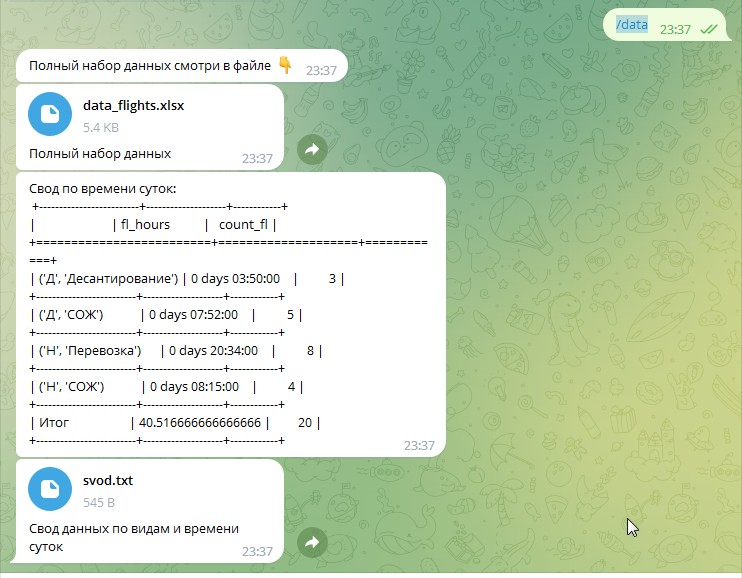 /data 23:37
Полный набор данных смотри в файле 👇 23:37
data_flights.xlsx
5.4 KB
Полный набор данных 23:37
Свод по времени суток:
+-------------------------+--------------------+------------+
| | fl_hours | count_fl |
+=========================+====================+=========
===+
| ('Д', 'Десантирование') | 0 days 03:50:00 | 3 |
+-------------------------+--------------------+-----------+
| ('Д', 'СОЖ') | 0 days 07:52:00 | 5 |
+-------------------------+--------------------+-----------+
| ('Н', 'Перевозка') | 0 days 20:34:00 | 8 |
+-------------------------+--------------------+-----------+
| ('Н', 'СОЖ') | 0 days 08:15:00 | 4 |
+-------------------------+--------------------+-----------+
| Итог | 40.516666666666666 | 20 |
+-------------------------+--------------------+-----------+
23:37
svod.txt
545 B
Свод данных по видам и времени
суток 23:37